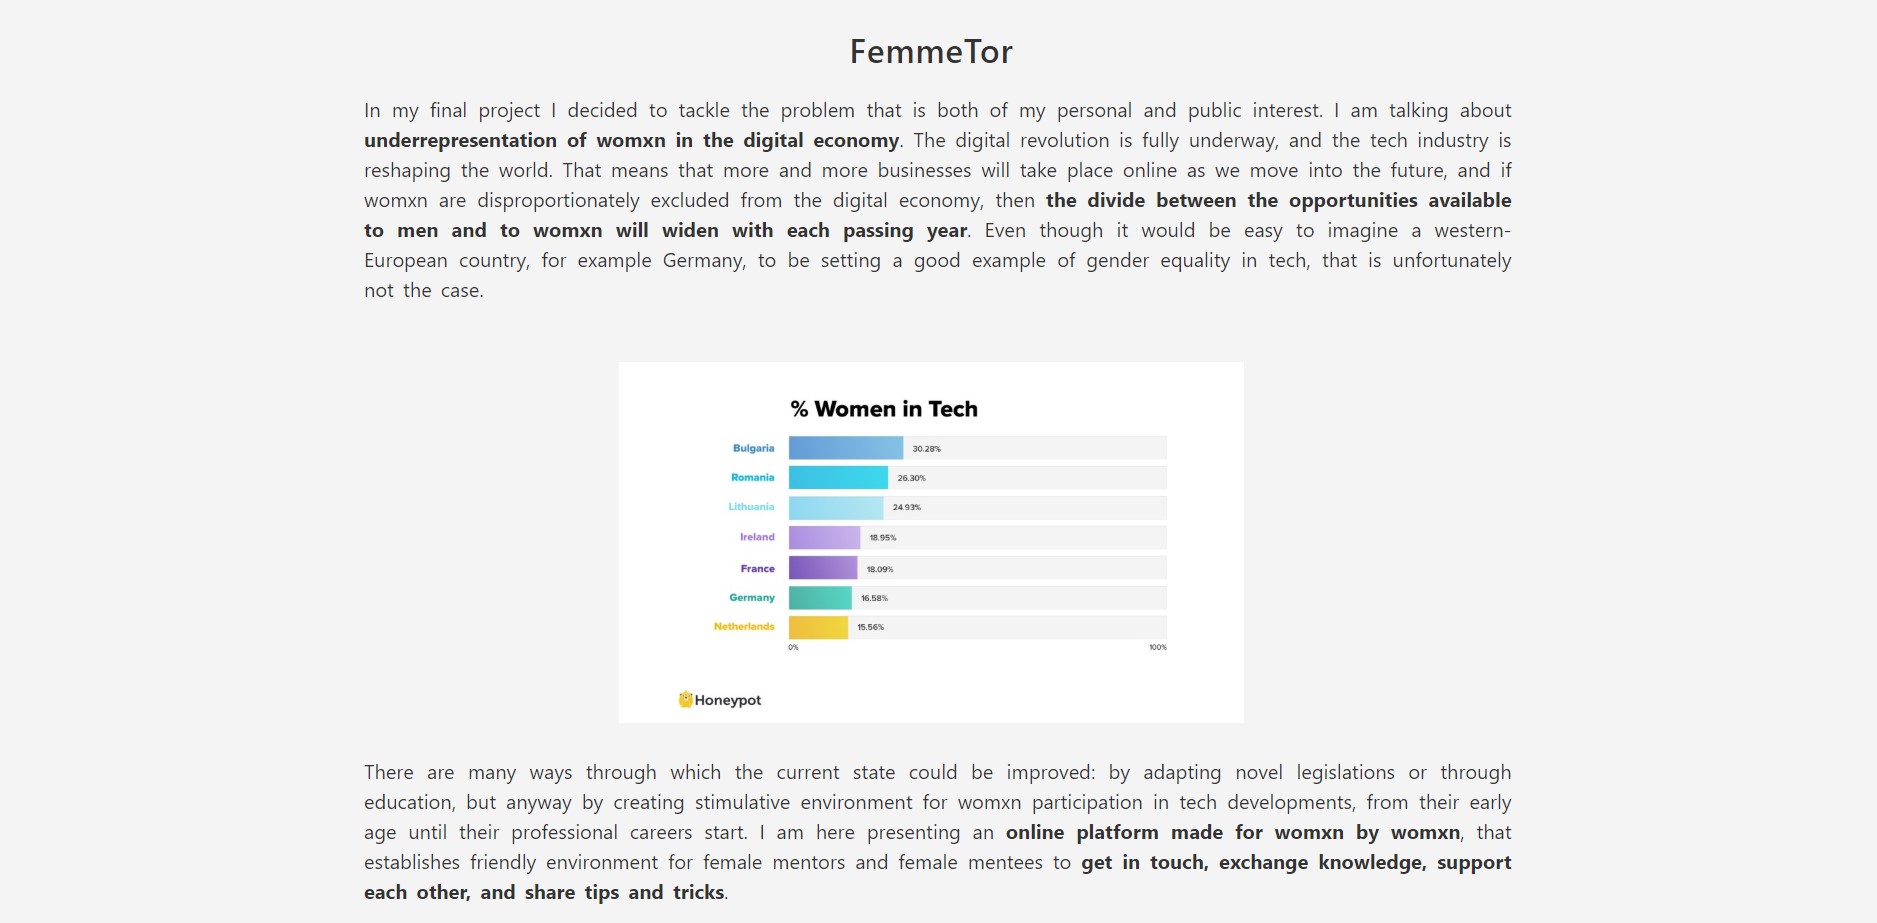 FemmeTor
In my final project I decided to tackle the problem that is both of my personal and public interest. I am talking about
underrepresentation of womxn in the digital economy. The digital revolution is fully underway, and the tech industry is
reshaping the world. That means that more and more businesses will take place online as we move into the future, and if
womxn are disproportionately excluded from the digital economy, then the divide between the opportunities available
to men and to womxn will widen with each passing year. Even though it would be easy to imagine a western-
European country, for example Germany, to be setting a good example of gender equality in tech, that is unfortunately
not the case.
% Women in Tech
Bulgaria 30.28%
Romania 26.30%
Lithuania 24.93%
Ireland 18.95%
France 18.09%
Germany 16.58%
Netherlands 15.56%
0% 100%
Honeypot
There are many ways through which the current state could be improved: by adapting novel legislations or through
education, but anyway by creating stimulative environment for womxn participation in tech developments, from their early
age until their professional careers start. I am here presenting an online platform made for womxn by womxn, that
establishes friendly environment for female mentors and female mentees to get in touch, exchange knowledge, support
each other, and share tips and tricks.